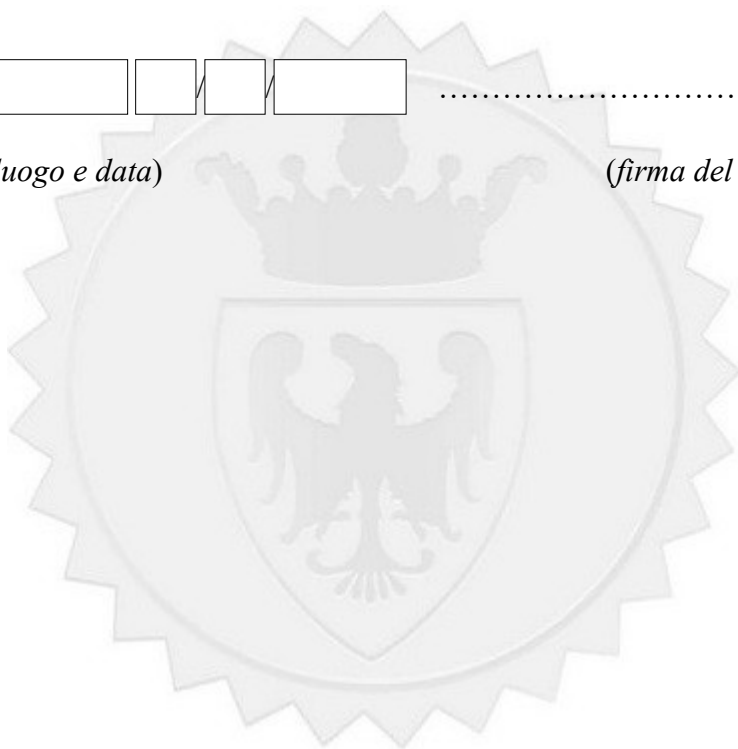 / / ……………………………
luogo e data) (firma del